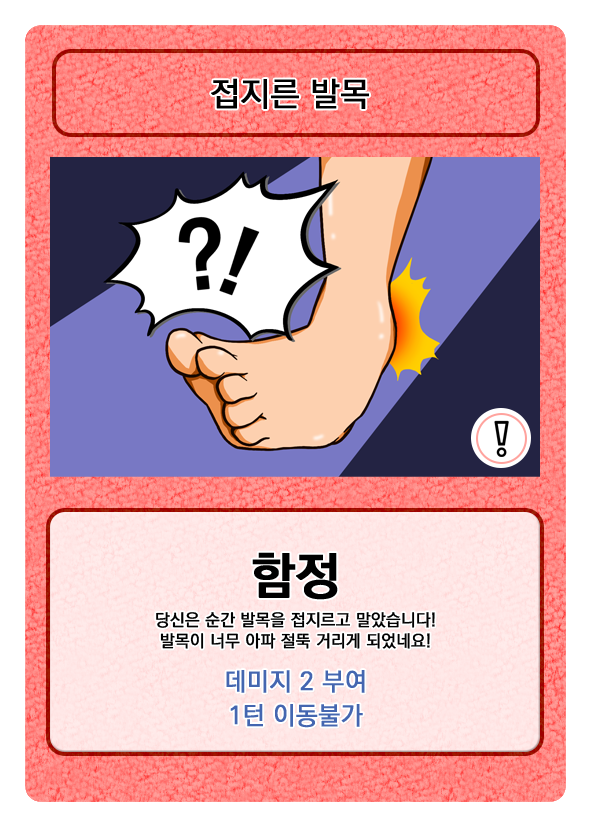 접지른 발목
?!
!
함정
당신은 순간 발목을 접지르고 말았습니다!
발목이 너무 아파 절뚝 거리게 되었네요!
데미지 2 부여
1턴 이동불가